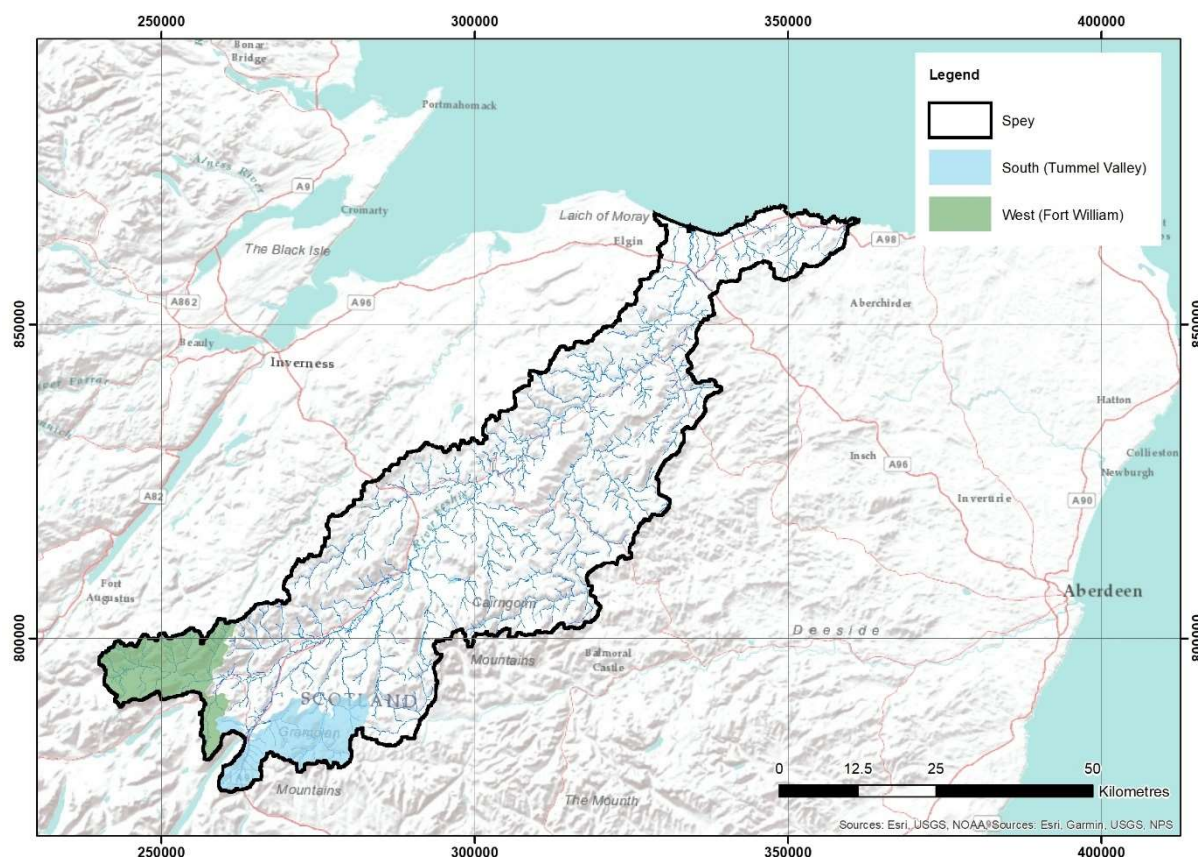 250000
300000
350000
400000
Bonar
Bridge
Portmahomack
Alness River
A9
Cromarty
The Black Isle
Laich of Moray
Elgin
A98
A96
A862
Beauly
Inverness
Aberchirder
850000
Legend
Spey
South (Tummel Valley)
West (Fort William)
Farrar
A82
Hatton
Collieston
Newburgh
Insch
A96
Inverurie
A90
Fort
Augustus
Cairngorm
Mountains
Aberdeen
Deeside
Balmoral
Castle
800000
SCOTLAND
Grampian
Mountains
The Mounth
0
12.5
25
50
Kilometres
Sources: Esri, USGS, NOAA
Sources: Esri, Garmin, USGS, NPS
250000
300000
350000
400000